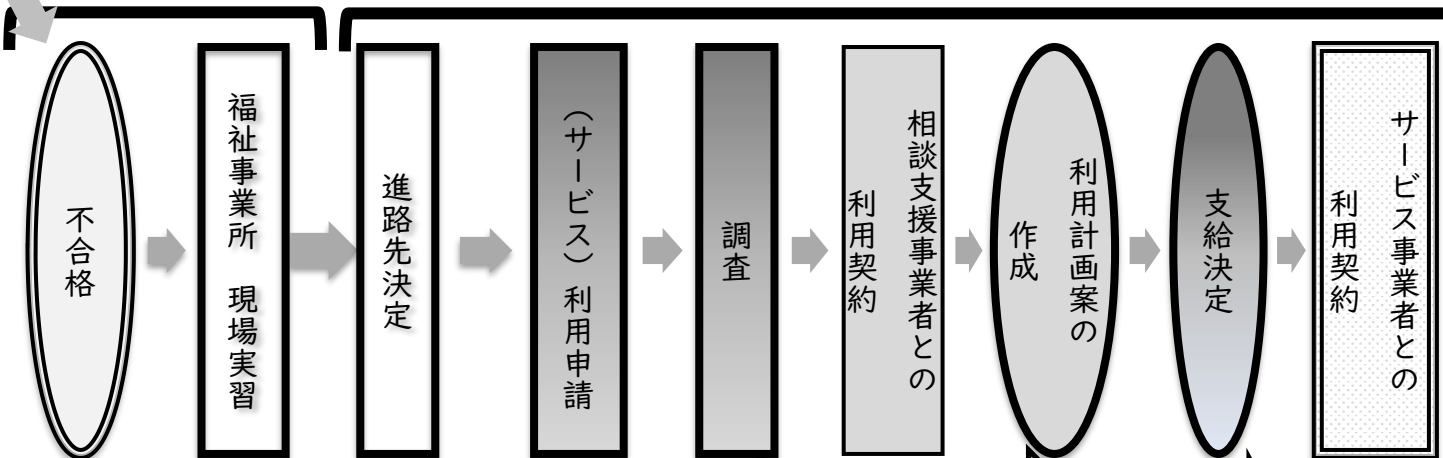 不合格
福祉事業所　現場実習
進路先決定
（サービス）利用申請
調査
相談支援事業者との
利用契約
利用計画案の
作成
支給決定
サービス事業者との
利用契約